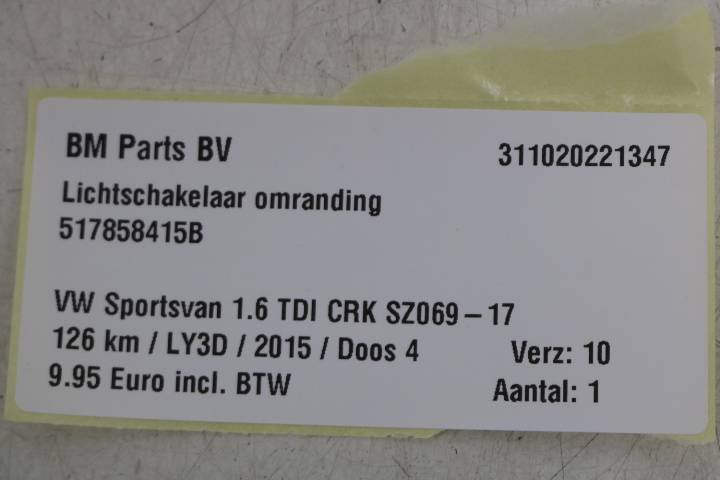 BM Parts BV 311020221347
Lichtschakelaar omranding
517858415B
VW Sportsvan 1.6 TDI CRK SZ069-17
126 km / LY3D / 2015 / Doos 4 Verz: 10
9.95 Euro incl. BTW Aantal: 1